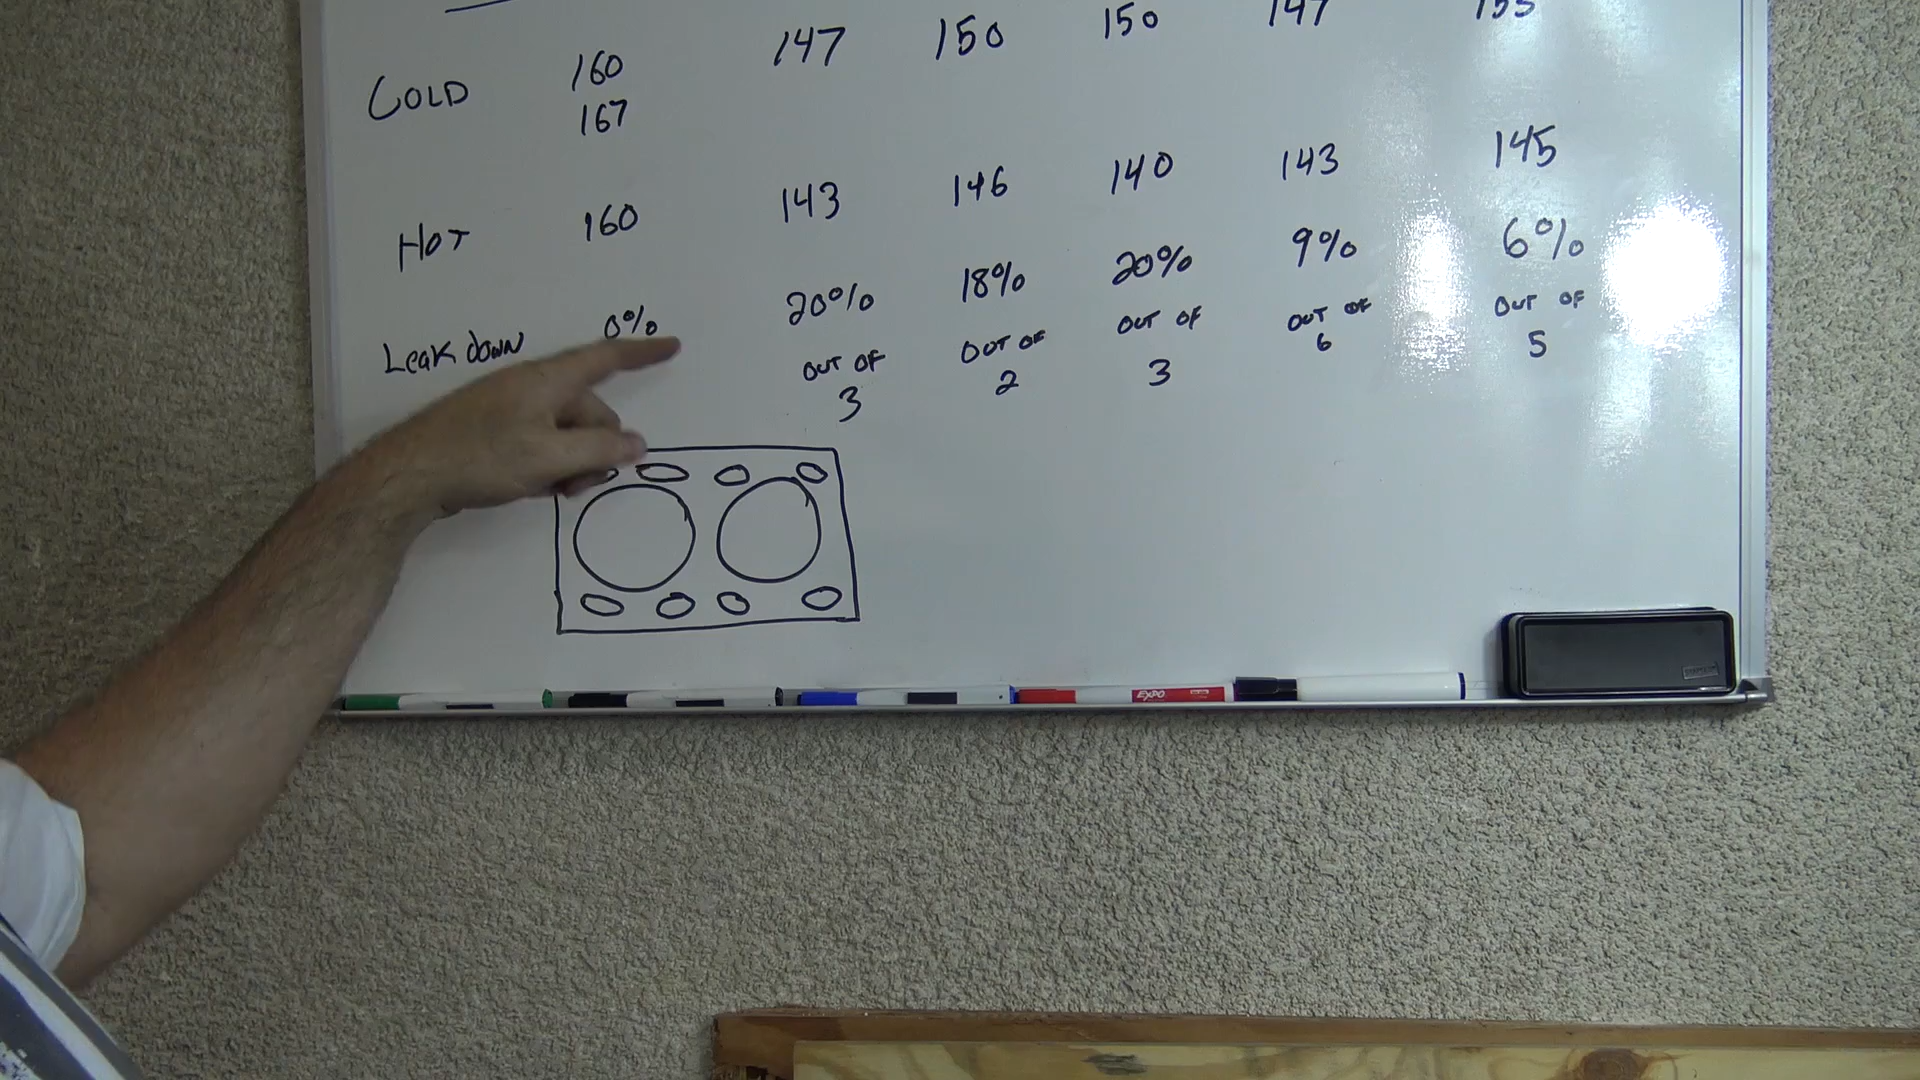 COLD 160 147 150 150 147 155
167
HOT 160 143 146 140 143 145
Leak down 0% 20% 18% 20% 9% 6%
OUT OF OUT OF OUT OF OUT OF OUT OF
3 2 3 6 5
EXPO